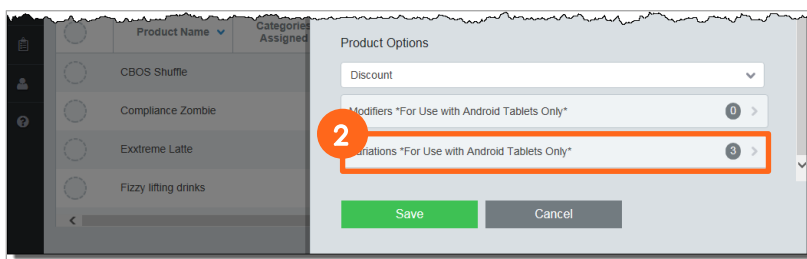 Product Name
Categories
Assigned
CBOS Shuffle
Compliance Zombie
Exxtreme Latte
Fizzy lifting drinks
Product Options
Discount
Modifiers *For Use with Android Tablets Only*
0
2
ariations *For Use with Android Tablets Only*
3
Save
Cancel